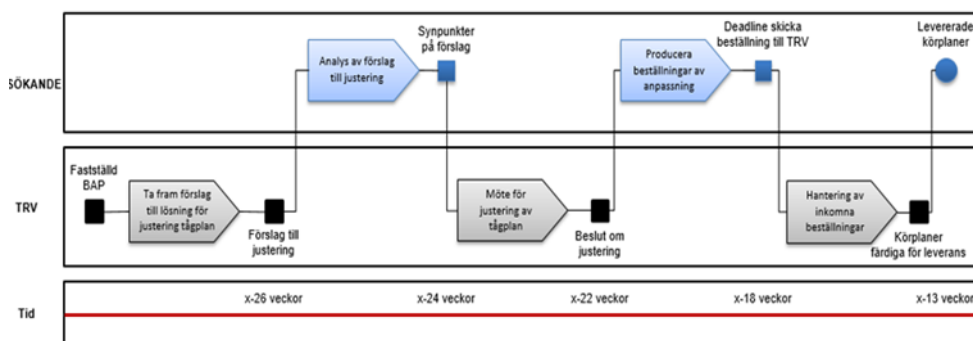 SÖKANDE
Analys av förslag
till justering
Synpunkter
på förslag
Producera
beställningar av
anpassning
Deadline skicka
beställning till TRV
Levererade
körplaner
TRV
Fastställd
BAP
Ta fram förslag
till lösning för
justering tågplan
Förslag till
justering
Möte för
justering av
tågplan
Beslut om
justering
Hantering av
inkomna
beställningar
Körplaner
färdiga för leverans
Tid
x-26 veckor
x-24 veckor
x-22 veckor
x-18 veckor
x-13 veckor